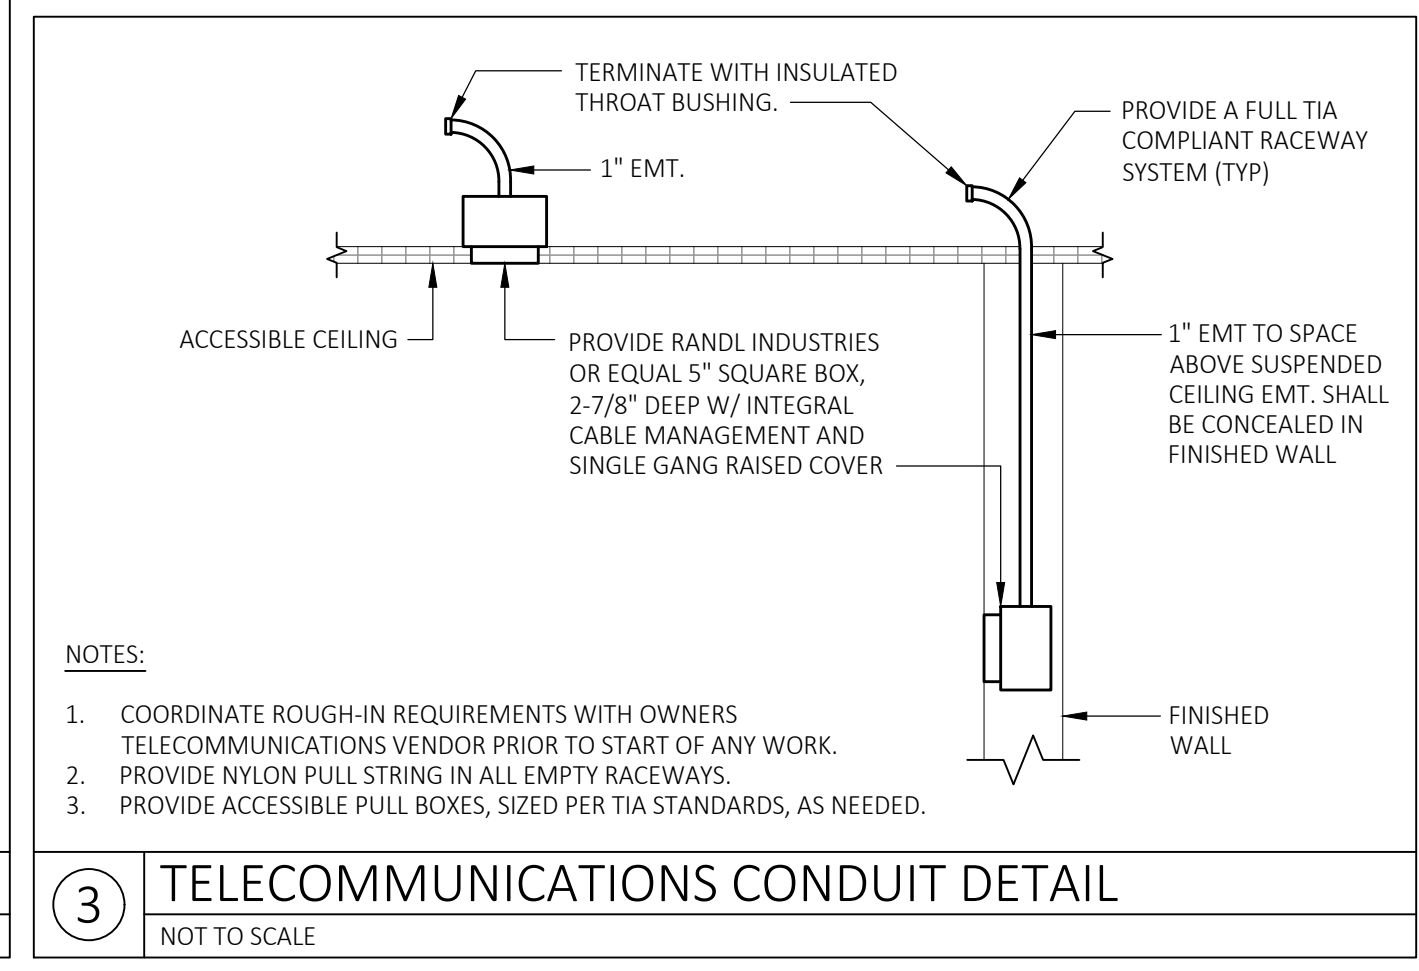 TERMINATE WITH INSULATED
THROAT BUSHING.
PROVIDE A FULL TIA
COMPLIANT RACEWAY
SYSTEM (TYP)
1" EMT.
ACCESSIBLE CEILING
PROVIDE RANDL INDUSTRIES
OR EQUAL 5" SQUARE BOX,
2-7/8" DEEP W/ INTEGRAL
CABLE MANAGEMENT AND
SINGLE GANG RAISED COVER
1" EMT TO SPACE
ABOVE SUSPENDED
CEILING EMT. SHALL
BE CONCEALED IN
FINISHED WALL
FINISHED
WALL
NOTES:
1. COORDINATE ROUGH-IN REQUIREMENTS WITH OWNERS
TELECOMMUNICATIONS VENDOR PRIOR TO START OF ANY WORK.
2. PROVIDE NYLON PULL STRING IN ALL EMPTY RACEWAYS.
3. PROVIDE ACCESSIBLE PULL BOXES, SIZED PER TIA STANDARDS, AS NEEDED.
3
TELECOMMUNICATIONS CONDUIT DETAIL
NOT TO SCALE